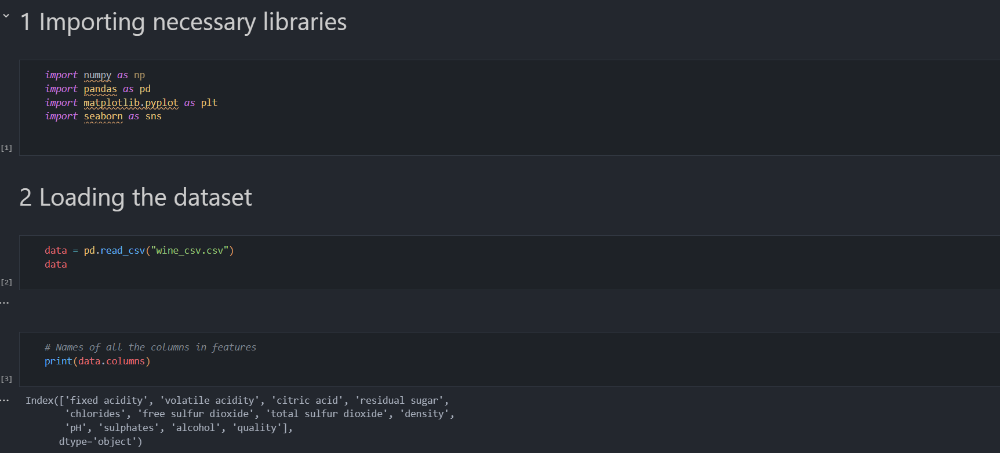 1 Importing necessary libraries
import numpy as np
import pandas as pd
import matplotlib.pyplot as plt
import seaborn as sns
[1]
2 Loading the dataset
data = pd.read_csv("wine_csv.csv")
data
[2]
...
# Names of all the columns in features
print(data.columns)
[3]
... Index(['fixed acidity', 'volatile acidity', 'citric acid', 'residual sugar',
'chlorides', 'free sulfur dioxide', 'total sulfur dioxide', 'density',
'pH', 'sulphates', 'alcohol', 'quality'],
dtype='object')